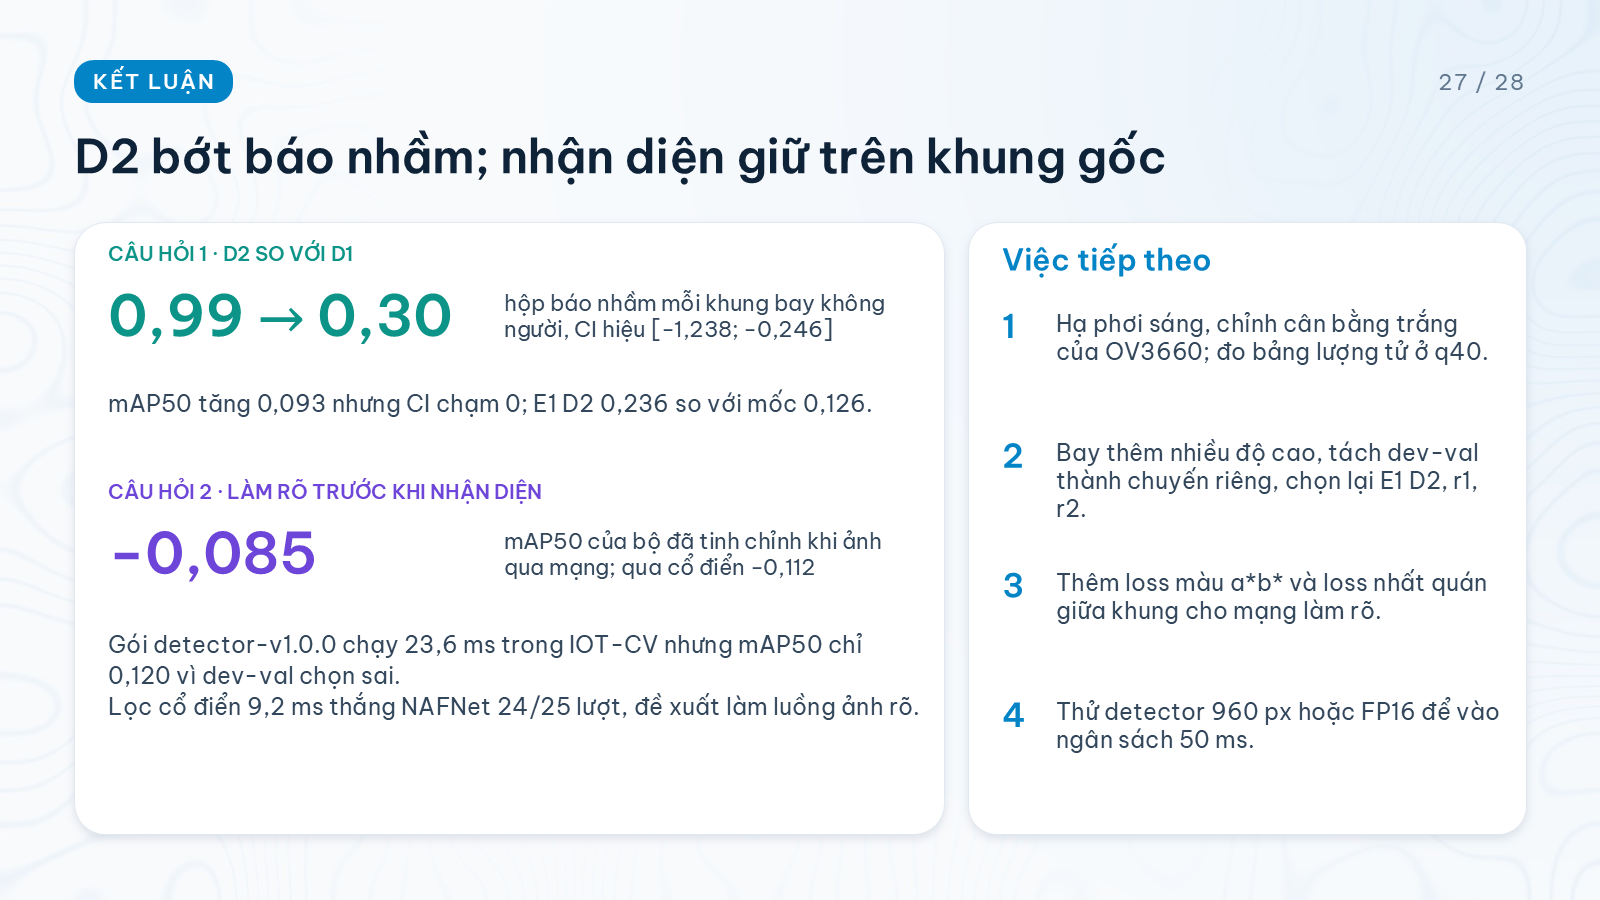 KẾT LUẬN
27 / 28
D2 bớt báo nhầm; nhận diện giữ trên khung gốc
CÂU HỎI 1 · D2 SO VỚI D1
0,99 → 0,30
hộp báo nhầm mỗi khung bay không
người, CI hiệu [−1,238; −0,246]
mAP50 tăng 0,093 nhưng CI chạm 0; E1 D2 0,236 so với mốc 0,126.
CÂU HỎI 2 · LÀM RÕ TRƯỚC KHI NHẬN DIỆN
−0,085
mAP50 của bộ đã tinh chỉnh khi ảnh
qua mạng; qua cổ điển −0,112
Gói detector-v1.0.0 chạy 23,6 ms trong IOT-CV nhưng mAP50 chỉ
0,120 vì dev-val chọn sai.
Lọc cổ điển 9,2 ms thắng NAFNet 24/25 lượt, đề xuất làm luồng ảnh rõ.
Việc tiếp theo
1
Hạ phơi sáng, chỉnh cân bằng trắng
của OV3660; đo bảng lượng tử ở q40.
2
Bay thêm nhiều độ cao, tách dev-val
thành chuyến riêng, chọn lại E1 D2, r1,
r2.
3
Thêm loss màu a*b* và loss nhất quán
giữa khung cho mạng làm rõ.
4
Thử detector 960 px hoặc FP16 để vào
ngân sách 50 ms.